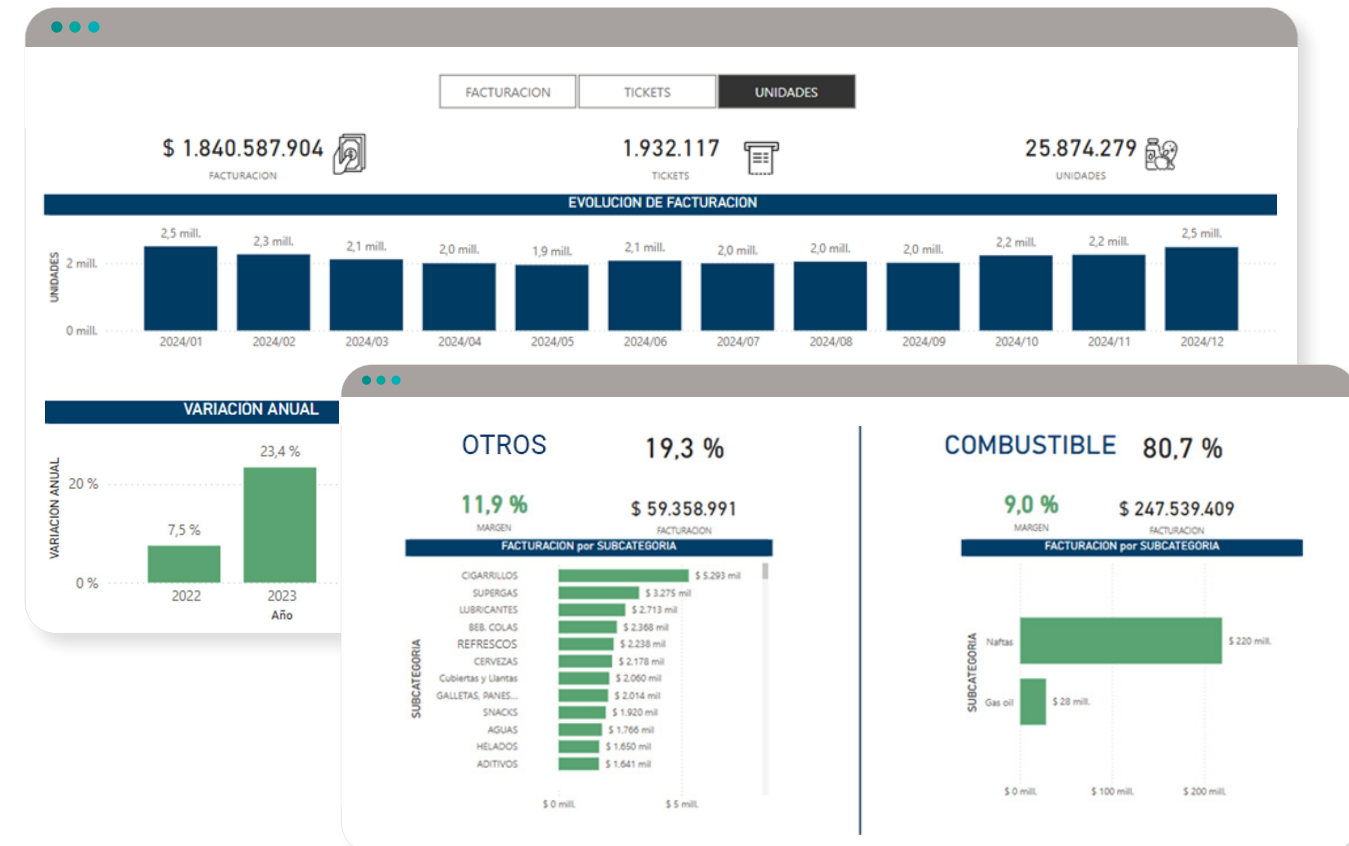 FACTURACION TICKETS UNIDADES
$ 1.840.587.904 1.932.117 25.874.279
FACTURACION TICKETS UNIDADES
EVOLUCION DE FACTURACION
UNIDADES
2,5 mill. 2,3 mill. 2,1 mill. 2,0 mill. 1,9 mill. 2,1 mill. 2,0 mill. 2,0 mill. 2,0 mill. 2,2 mill. 2,2 mill. 2,5 mill.
2 mill.
0 mill.
2024/01 2024/02 2024/03 2024/04 2024/05 2024/06 2024/07 2024/08 2024/09 2024/10 2024/11 2024/12
VARIACIÓN ANUAL
VARIACION ANUAL
23,4 %
20 %
7,5 %
0 %
2022 2023
Año
OTROS 19,3 %
11,9 % $ 59.358.991
MARGEN FACTURACION
FACTURACION por SUBCATEGORIA
SUBCATEGORIA
CIGARRILLOS $ 5.293 mil
SUPERGAS $ 3.275 mil
LUBRICANTES $ 2.713 mil
BEB. COLAS $ 2.368 mil
REFRESCOS $ 2.238 mil
CERVEZAS $ 2.178 mil
Cubiertas y Llantas $ 2.060 mil
GALLETAS, PANES... $ 2.014 mil
SNACKS $ 1.920 mil
AGUAS $ 1.766 mil
HELADOS $ 1.650 mil
ADITIVOS $ 1.641 mil
$ 0 mill. $ 5 mill.
COMBUSTIBLE 80,7 %
9,0 % $ 247.539.409
MARGEN FACTURACION
FACTURACION por SUBCATEGORIA
SUBCATEGORIA
Naftas $ 220 mill.
Gas oil $ 28 mill.
$ 0 mill. $ 100 mill. $ 200 mill.